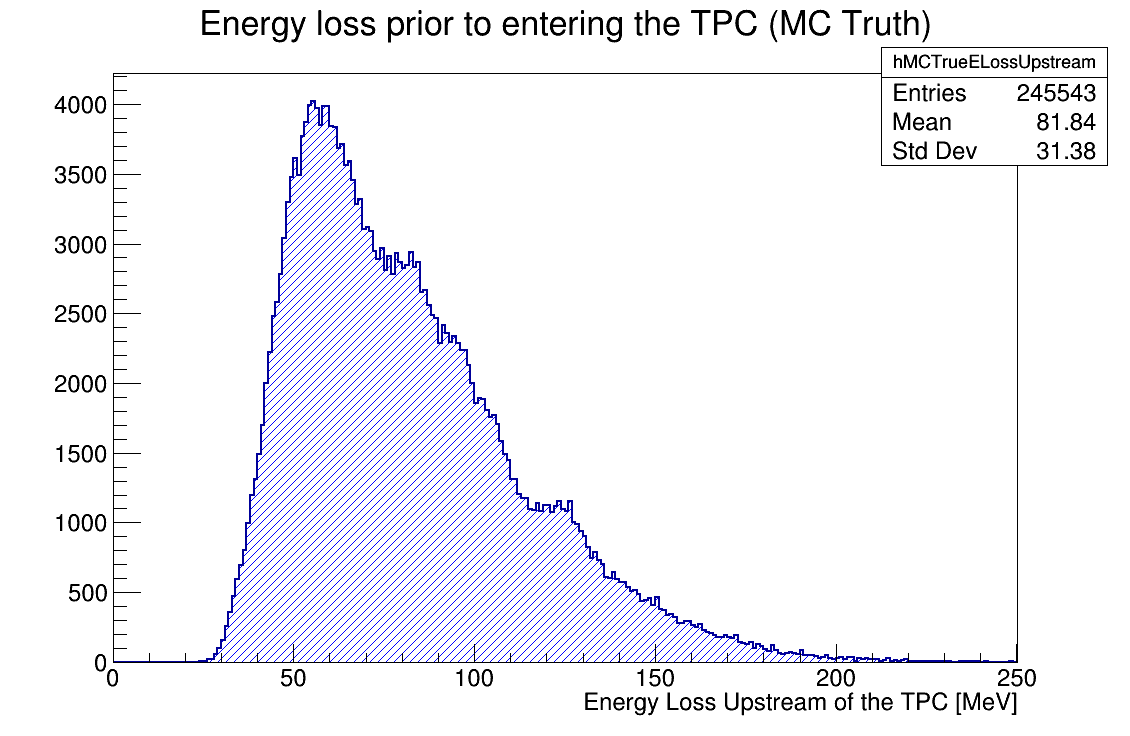 Energy loss prior to entering the TPC (MC Truth)
hMCTrueELossUpstream
Entries 245543
Mean 81.84
Std Dev 31.38
4000
3500
3000
2500
2000
1500
1000
500
0
0 50 100 150 200 250
Energy Loss Upstream of the TPC [MeV]